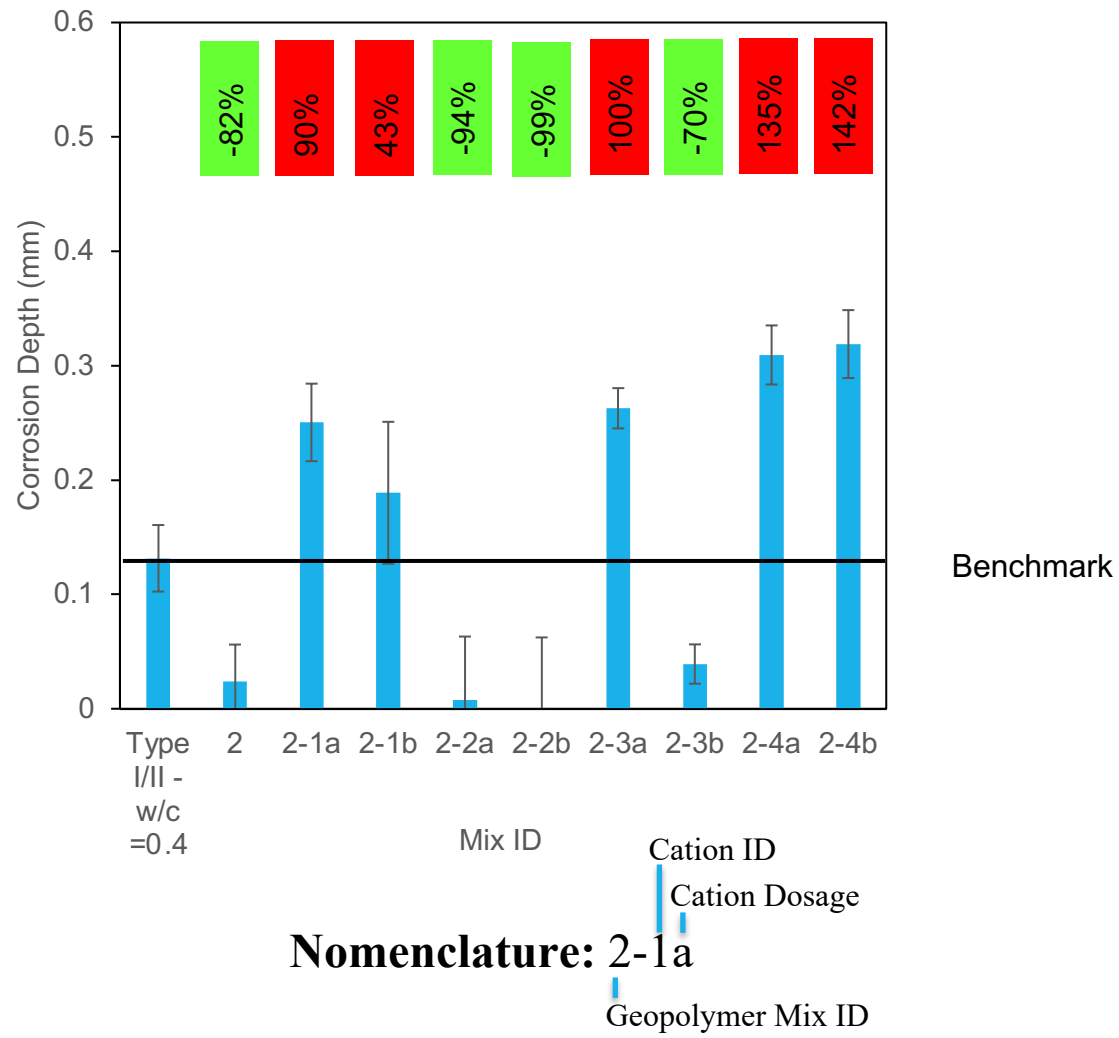 0.6
0.5
0.4
0.3
0.2
0.1
0
Corrosion Depth (mm)
-82%
90%
43%
-94%
-99%
100%
-70%
135%
142%
Benchmark
Type
I/II -
w/c
=0.4
2
2-1a
2-1b
2-2a
2-2b
2-3a
2-3b
2-4a
2-4b
Mix ID
Cation ID
Cation Dosage
Nomenclature: 2-1a
Geopolymer Mix ID